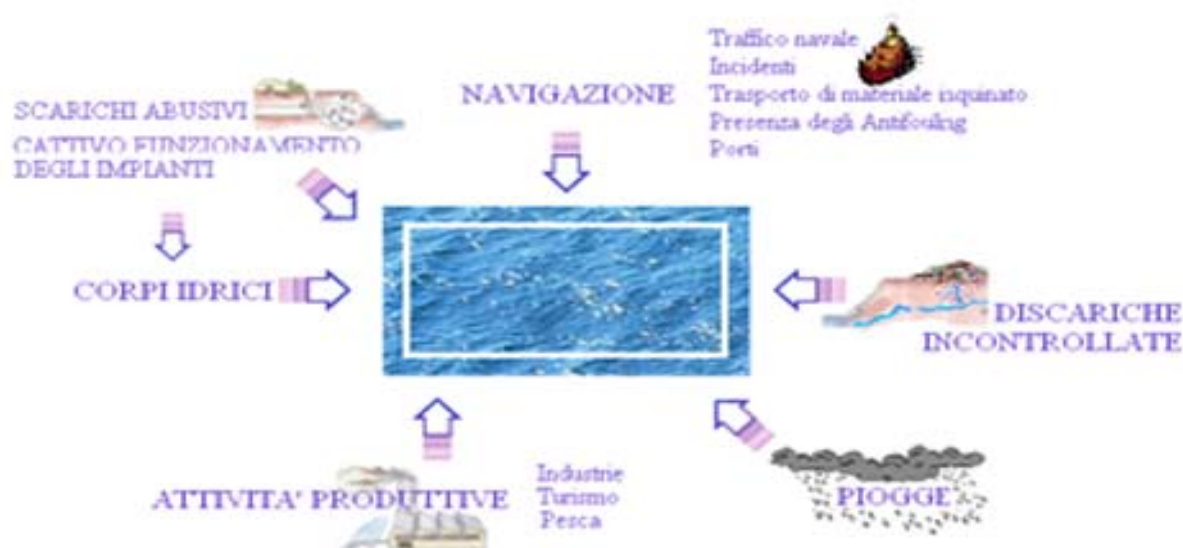 SCARICHI ABUSIVI
CATTIVO FUNZIONAMENTO
DEGLI IMPIANTI
NAVIGAZIONE
Traffico navale
Incidenti
Trasporto di materiale inquinato
Presenza degli Antifouling
Porti
CORPI IDRICI
DISCARICHE
INCONTROLLATE
ATTIVITA' PRODUTTIVE
Industrie
Turismo
Pesca
PIOGGE